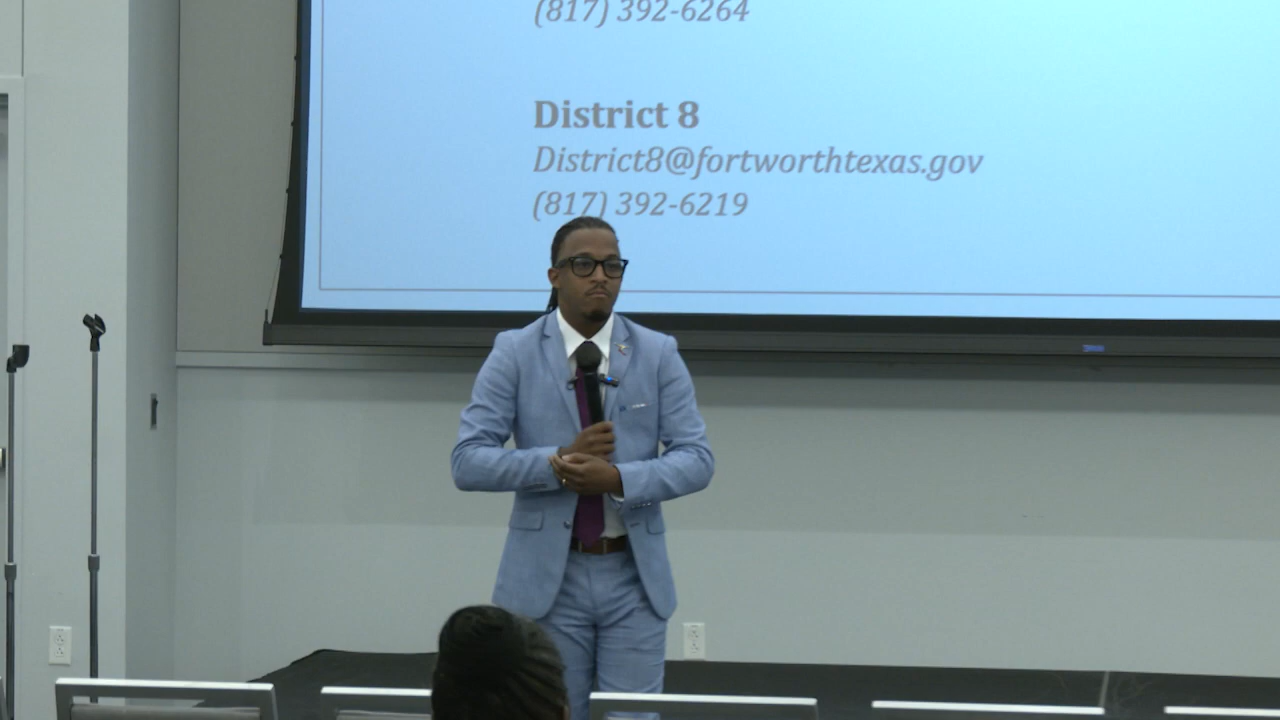 (817) 392-6264
District 8
District8@fortworthtexas.gov
(817) 392-6219